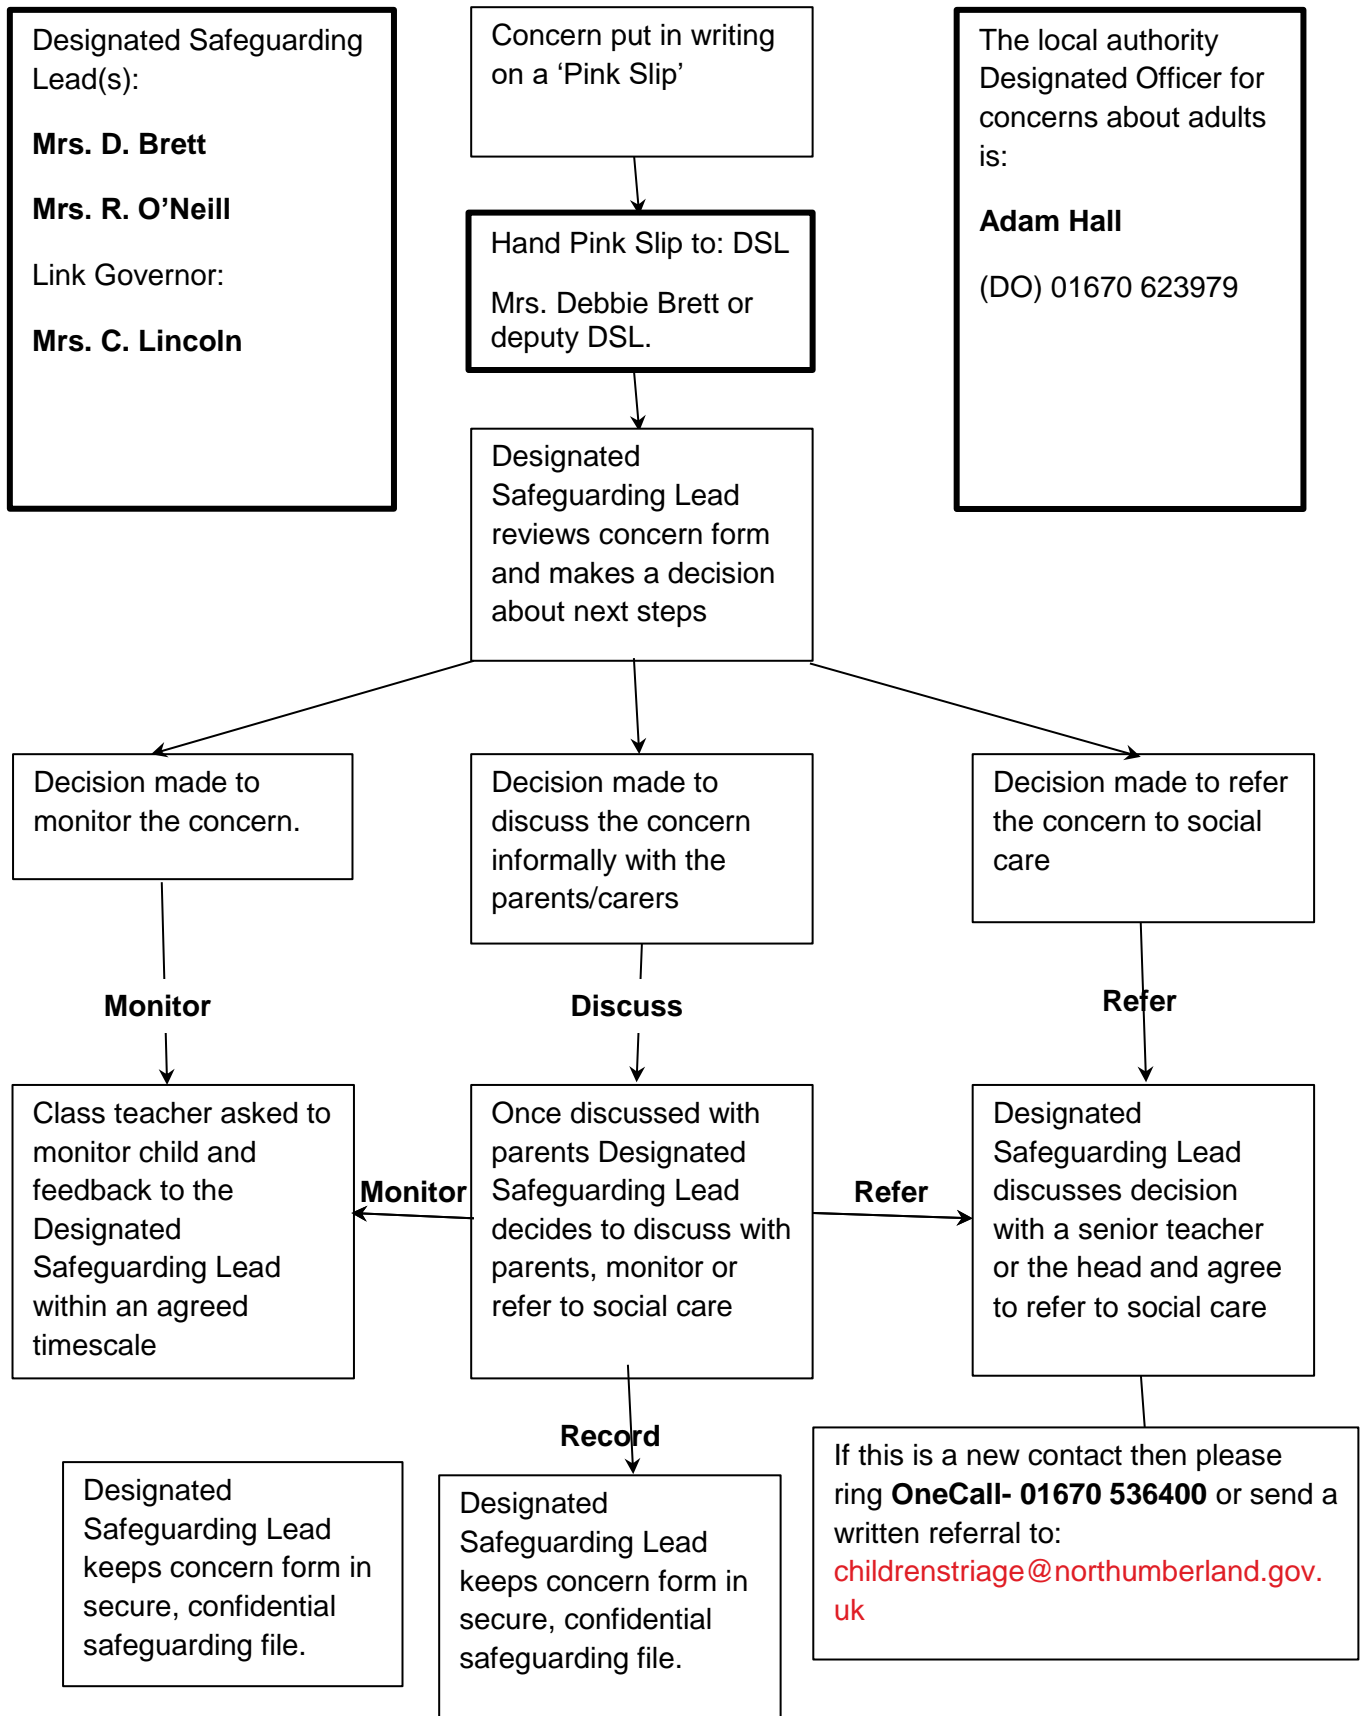 Designated Safeguarding
Lead(s):
Mrs. D. Brett
Mrs. R. O’Neill
Link Governor:
Mrs. C. Lincoln
Concern put in writing
on a ‘Pink Slip’
The local authority
Designated Officer for
concerns about adults
is:
Adam Hall
(DO) 01670 623979
Hand Pink Slip to: DSL
Mrs. Debbie Brett or
deputy DSL.
Designated
Safeguarding Lead
reviews concern form
and makes a decision
about next steps
Decision made to
monitor the concern.
Decision made to
discuss the concern
informally with the
parents/carers
Decision made to refer
the concern to social
care
Monitor
Discuss
Refer
Class teacher asked to
monitor child and
feedback to the
Designated
Safeguarding Lead
within an agreed
timescale
Monitor
Once discussed with
parents Designated
Safeguarding Lead
decides to discuss with
parents, monitor or
refer to social care
Refer
Designated
Safeguarding Lead
discusses decision
with a senior teacher
or the head and agree
to refer to social care
Record
Designated
Safeguarding Lead
keeps concern form in
secure, confidential
safeguarding file.
Designated
Safeguarding Lead
keeps concern form in
secure, confidential
safeguarding file.
If this is a new contact then please
ring OneCall- 01670 536400 or send a
written referral to:
childrenstriage@northumberland.gov.
uk